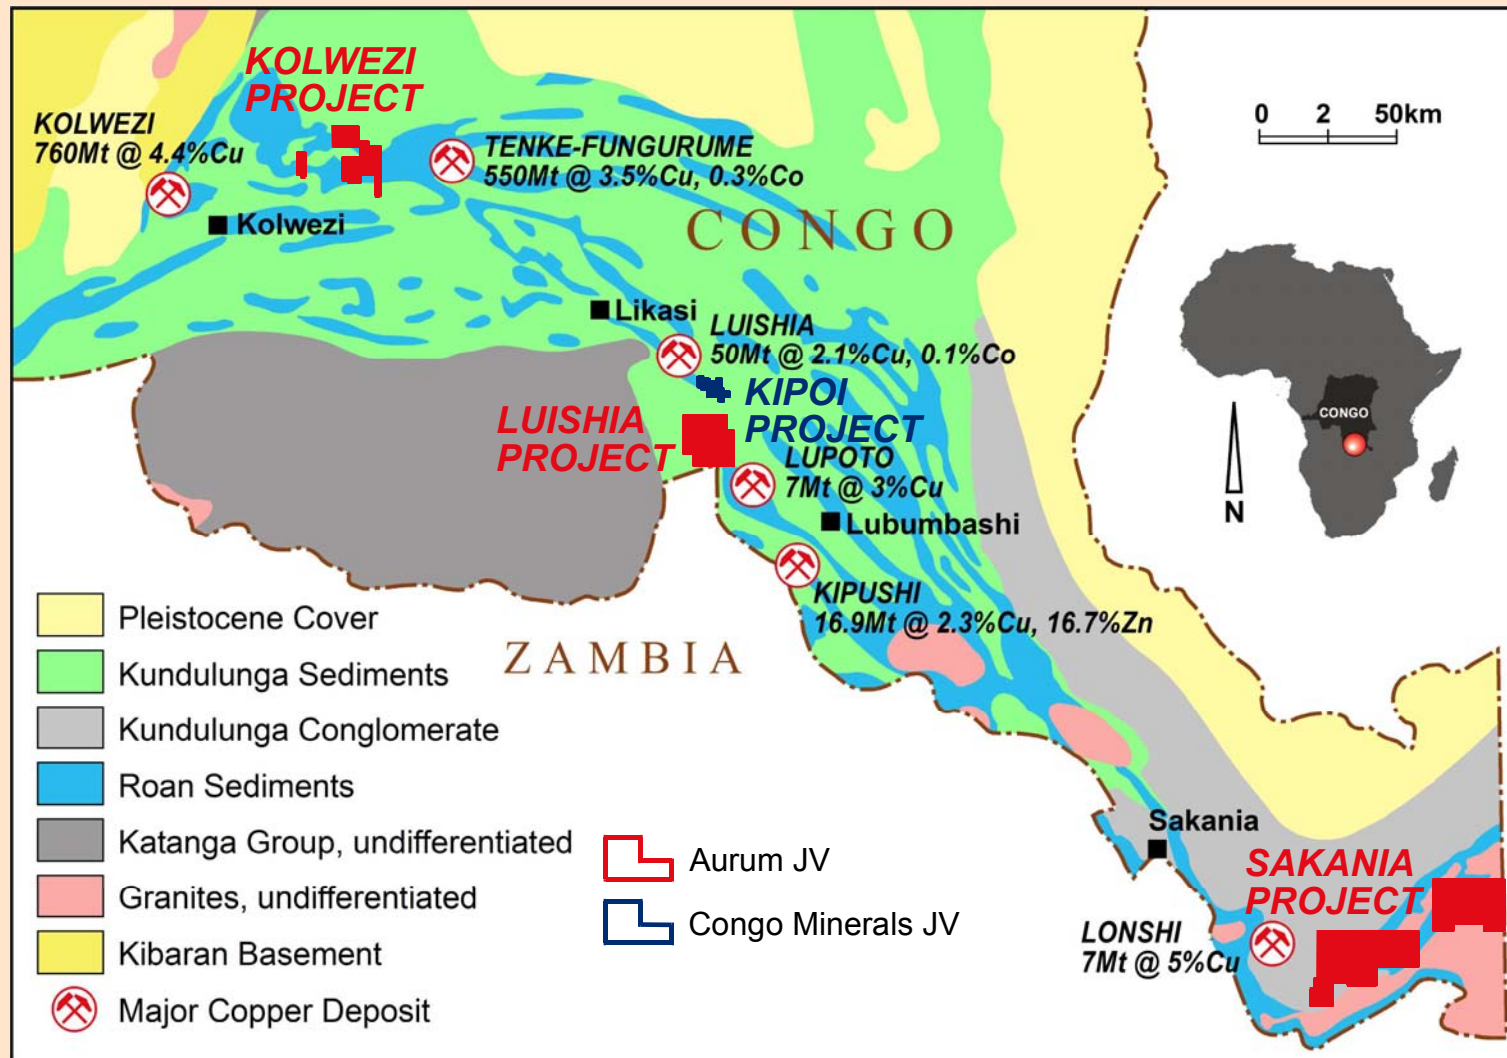 KOLWEZI
PROJECT
KOLWEZI
760Mt @ 4.4%Cu
TENKE-FUNGURUME
550Mt @ 3.5%Cu, 0.3%Co
0 2 50km
Kolwezi
CONGO
Likasi
LUISHIA
50Mt @ 2.1%Cu, 0.1%Co
KIPOI
PROJECT
LUISHIA
PROJECT
LUPOTO
7Mt @ 3%Cu
Lubumbashi
CONGO
N
KIPUSHI
16.9Mt @ 2.3%Cu, 16.7%Zn
ZAMBIA
Pleistocene Cover
Kundulunga Sediments
Kundulunga Conglomerate
Roan Sediments
Katanga Group, undifferentiated
Granites, undifferentiated
Kibaran Basement
Major Copper Deposit
Aurum JV
Congo Minerals JV
Sakania
SAKANIA
PROJECT
LONSHI
7Mt @ 5%Cu